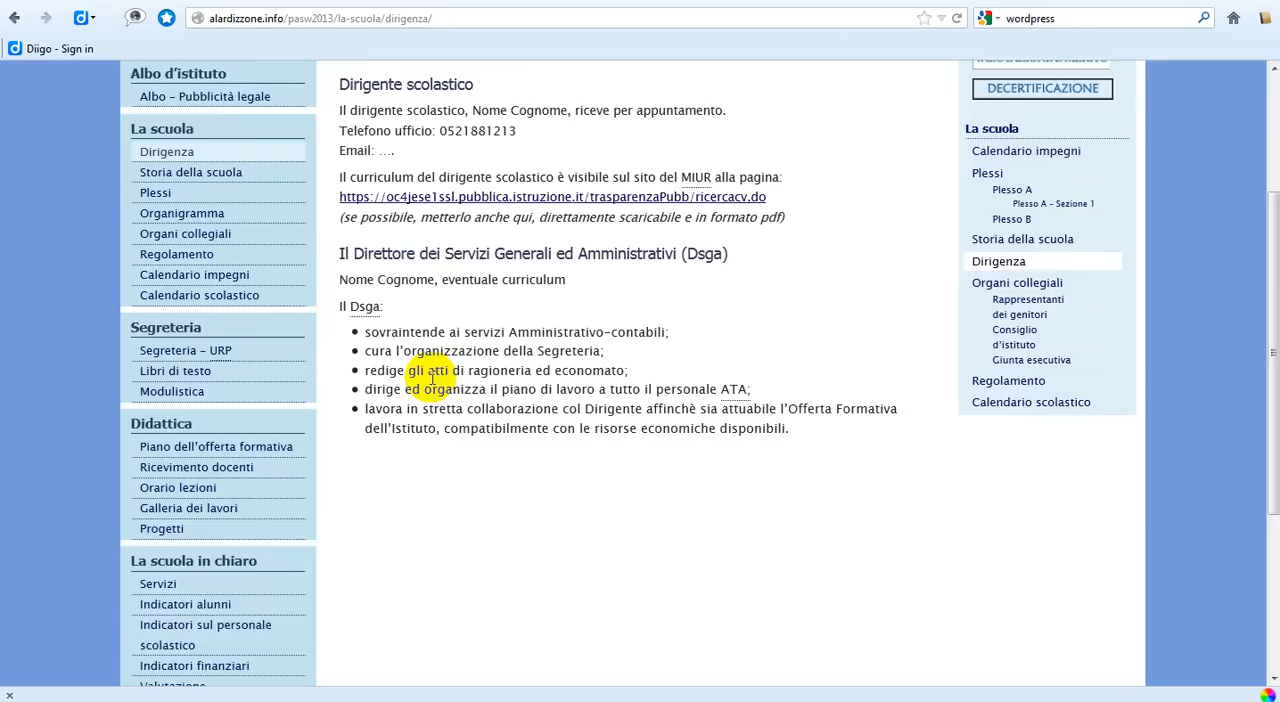 alardizzone.info/pasw2013/la-scuola/dirigenza/
wordpress
Diigo - Sign in
Albo d'istituto
Albo – Pubblicità legale
La scuola
Dirigenza
Storia della scuola
Plessi
Organigramma
Organi collegiali
Regolamento
Calendario impegni
Calendario scolastico
Segreteria
Segreteria – URP
Libri di testo
Modulistica
Didattica
Piano dell'offerta formativa
Ricevimento docenti
Orario lezioni
Galleria dei lavori
Progetti
La scuola in chiaro
Servizi
Indicatori alunni
Indicatori sul personale
scolastico
Indicatori finanziari
Valutazione
Dirigente scolastico
Il dirigente scolastico, Nome Cognome, riceve per appuntamento.
Telefono ufficio: 0521881213
Email: ….
Il curriculum del dirigente scolastico è visibile sul sito del MIUR alla pagina:
https://oc4jese1ssl.pubblica.istruzione.it/trasparenzaPubb/ricercacv.do
(se possibile, metterlo anche qui, direttamente scaricabile e in formato pdf)
Il Direttore dei Servizi Generali ed Amministrativi (Dsga)
Nome Cognome, eventuale curriculum
Il Dsga:
• sovraintende ai servizi Amministrativo-contabili;
• cura l'organizzazione della Segreteria;
• redige gli atti di ragioneria ed economato;
• dirige ed organizza il piano di lavoro a tutto il personale ATA;
• lavora in stretta collaborazione col Dirigente affinchè sia attuabile l'Offerta Formativa
dell'Istituto, compatibilmente con le risorse economiche disponibili.
DECERTIFICAZIONE
La scuola
Calendario impegni
Plessi
Plesso A
Plesso A – Sezione 1
Plesso B
Storia della scuola
Dirigenza
Organi collegiali
Rappresentanti
dei genitori
Consiglio
d'istituto
Giunta esecutiva
Regolamento
Calendario scolastico